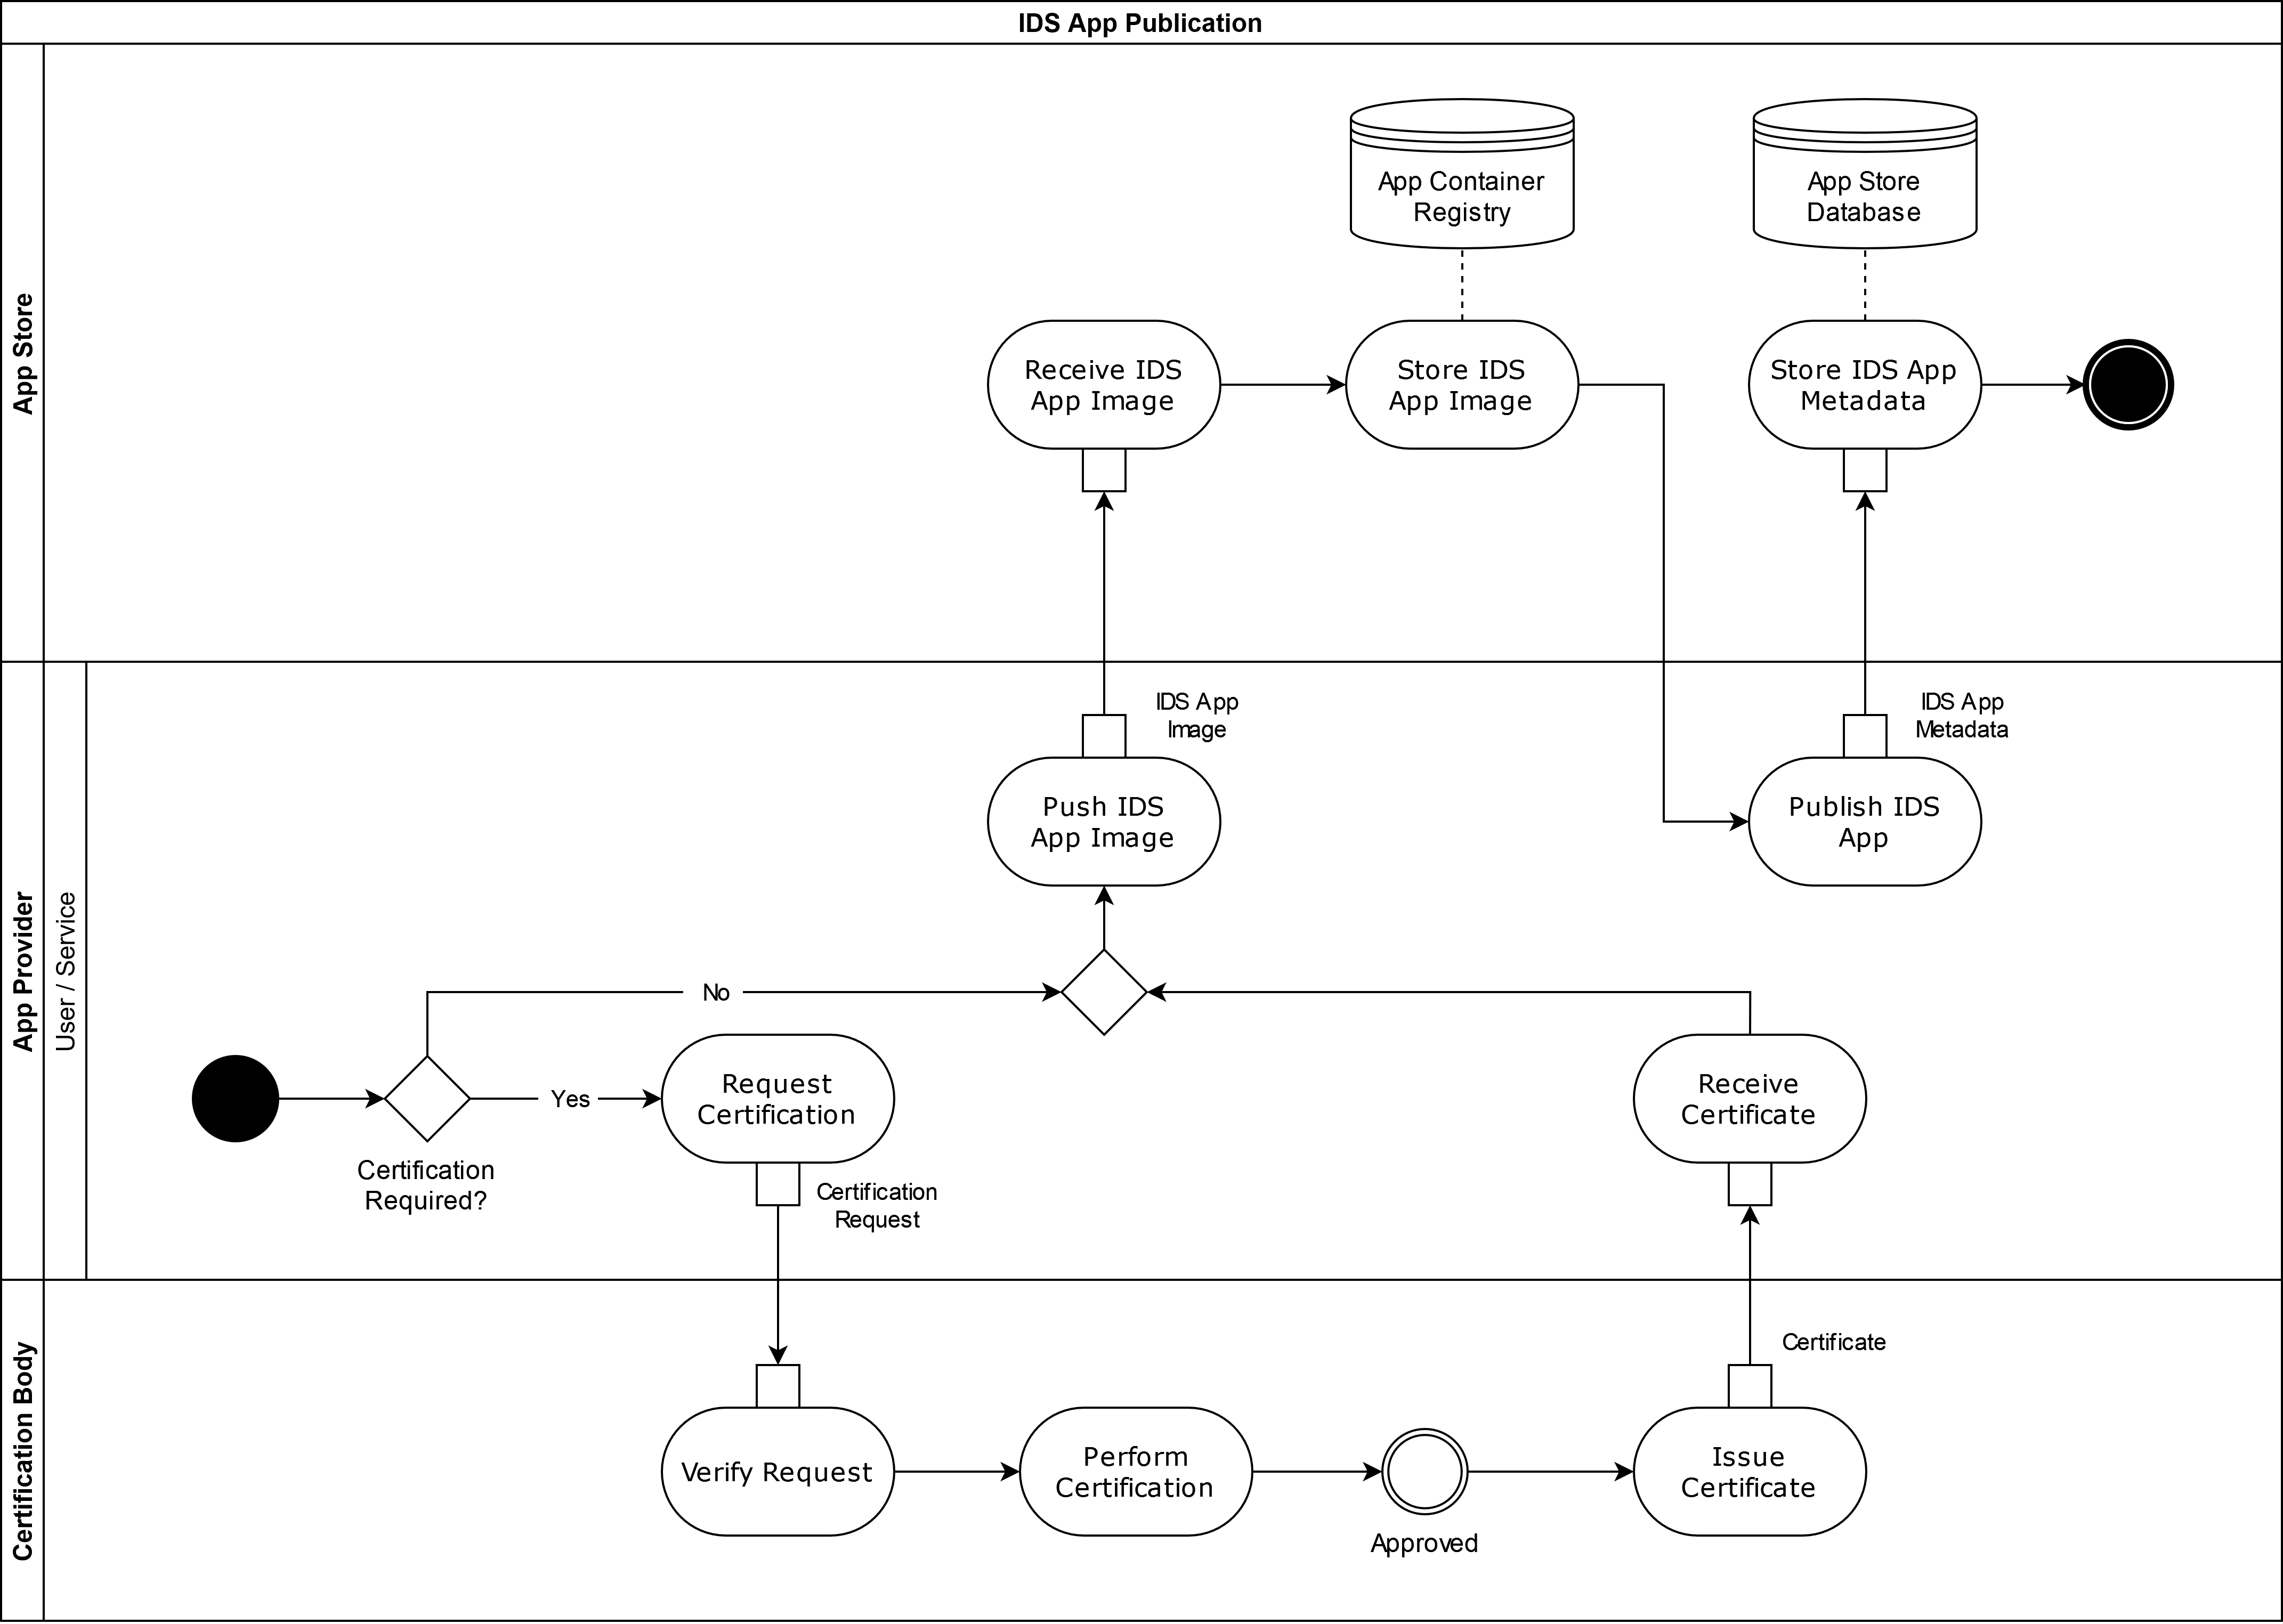 IDS App Publication
App Store
App Container
Registry
App Store
Database
Receive IDS
App Image
Store IDS
App Image
Store IDS App
Metadata
App Provider
User / Service
IDS App
Image
IDS App
Metadata
Push IDS
App Image
Publish IDS
App
No
Yes
Certification
Required?
Request
Certification
Certification
Request
Receive
Certificate
Certification Body
Certificate
Verify Request
Perform
Certification
Approved
Issue
Certificate